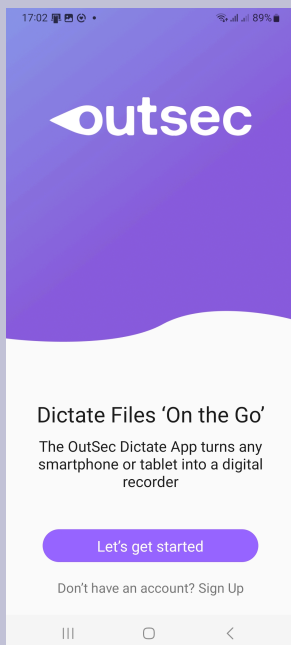 17:02 89%
outsec
Dictate Files ‘On the Go’
The OutSec Dictate App turns any
smartphone or tablet into a digital
recorder
Let's get started
Don't have an account? Sign Up